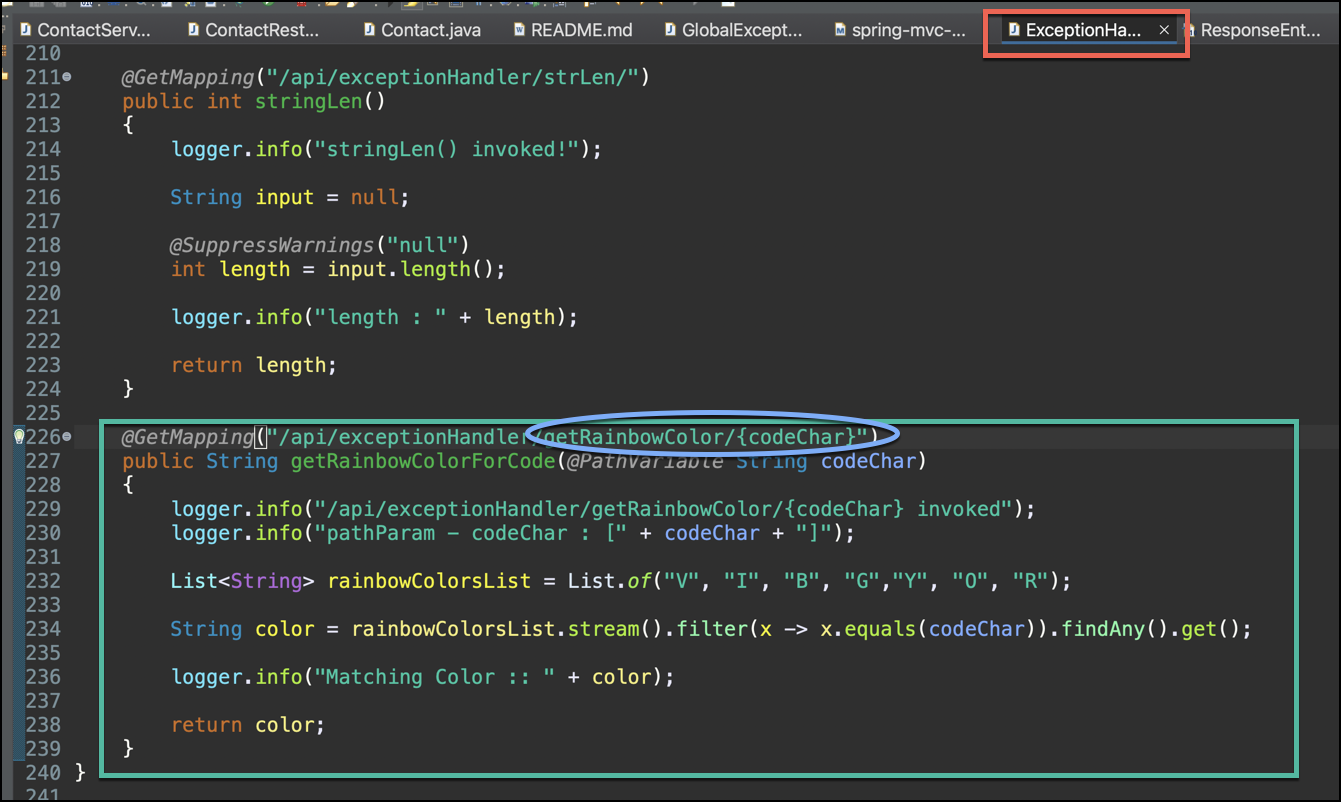 ContactServ... ContactRest... Contact.java README.md GlobalExcept... spring-mvc-... ExceptionHa... × ResponseEnt...
210
211 @GetMapping("/api/exceptionHandler/strLen/")
212 public int stringLen()
213 {
214 logger.info("stringLen() invoked!");
215
216 String input = null;
217
218 @SuppressWarnings("null")
219 int length = input.length();
220
221 logger.info("length : " + length);
222
223 return length;
224 }
225
226 @GetMapping("/api/exceptionHandler/getRainbowColor/{codeChar}")
227 public String getRainbowColorForCode(@PathVariable String codeChar)
228 {
229 logger.info("/api/exceptionHandler/getRainbowColor/{codeChar} invoked");
230 logger.info("pathParam - codeChar : [" + codeChar + "]");
231
232 List<String> rainbowColorsList = List.of("V", "I", "B", "G","Y", "O", "R");
233
234 String color = rainbowColorsList.stream().filter(x -> x.equals(codeChar)).findAny().get();
235
236 logger.info("Matching Color :: " + color);
237
238 return color;
239 }
240 }
241